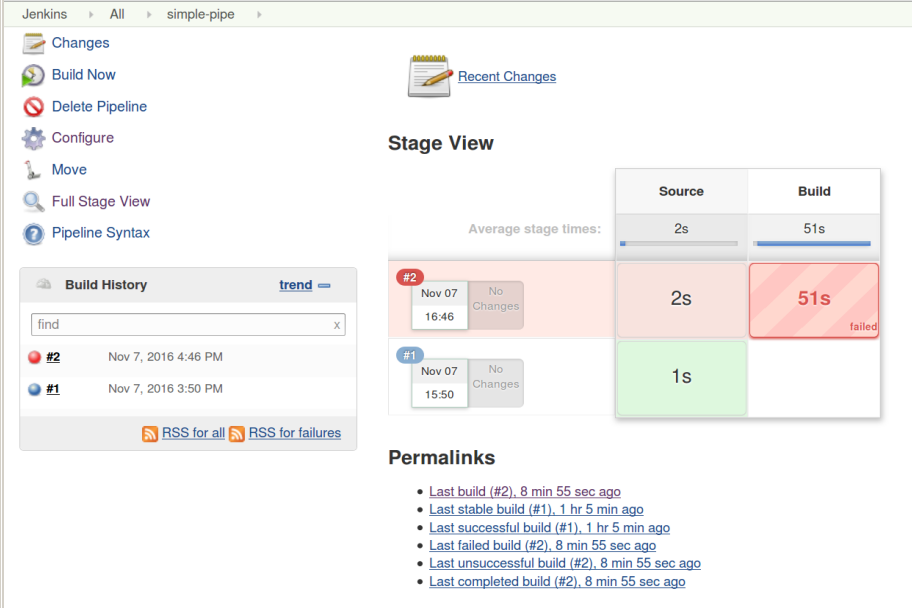 Jenkins All simple-pipe
Changes
Build Now
Delete Pipeline
Configure
Move
Full Stage View
Pipeline Syntax
Build History trend
find x
#2 Nov 7, 2016 4:46 PM
#1 Nov 7, 2016 3:50 PM
RSS for all RSS for failures
Recent Changes
Stage View
Source Build
Average stage times: 2s 51s
#2
Nov 07
16:46
No
Changes
2s
51s
failed
#1
Nov 07
15:50
No
Changes
1s
Permalinks
Last build (#2), 8 min 55 sec ago
Last stable build (#1), 1 hr 5 min ago
Last successful build (#1), 1 hr 5 min ago
Last failed build (#2), 8 min 55 sec ago
Last unsuccessful build (#2), 8 min 55 sec ago
Last completed build (#2), 8 min 55 sec ago